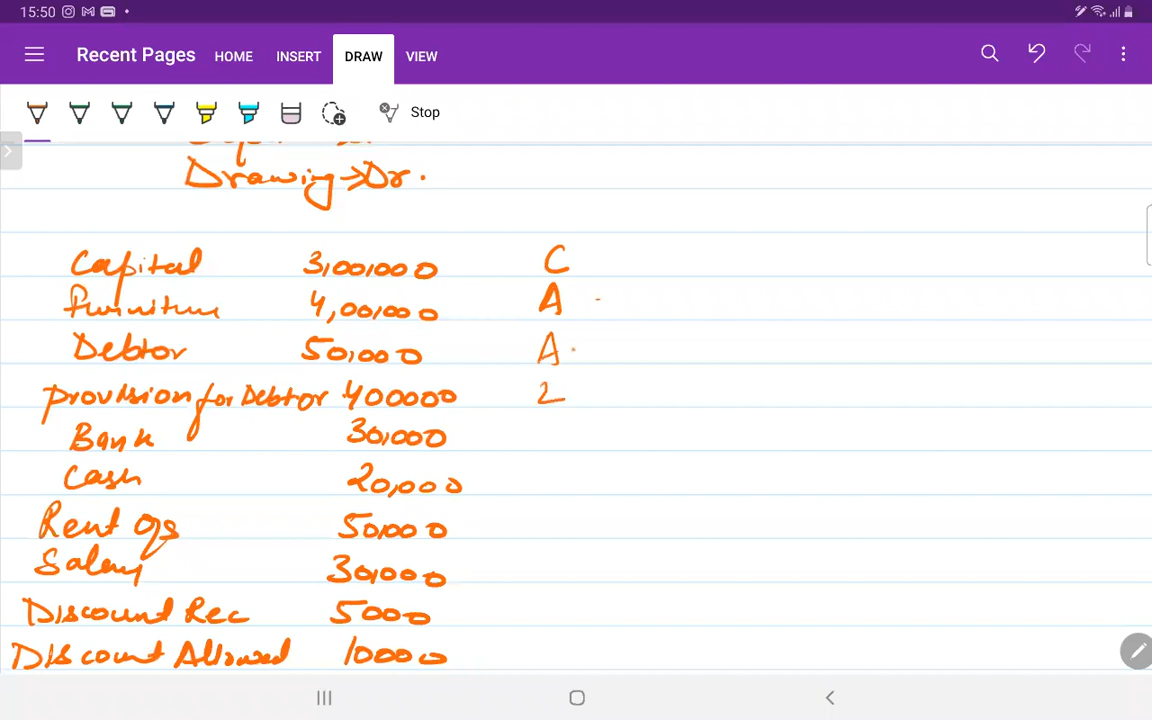 15:50
Recent Pages HOME INSERT DRAW VIEW
Stop
Drawing → Dr.
Capital 3,00,000 C
Furniture 4,00,000 A
Debtor 50,000 A
Provision for Debtor 400000 L
Bank 30,000
Cash 20,000
Rent o/s 50,000
Salary 30,000
Discount Rec 5000
Discount Allowed 10000